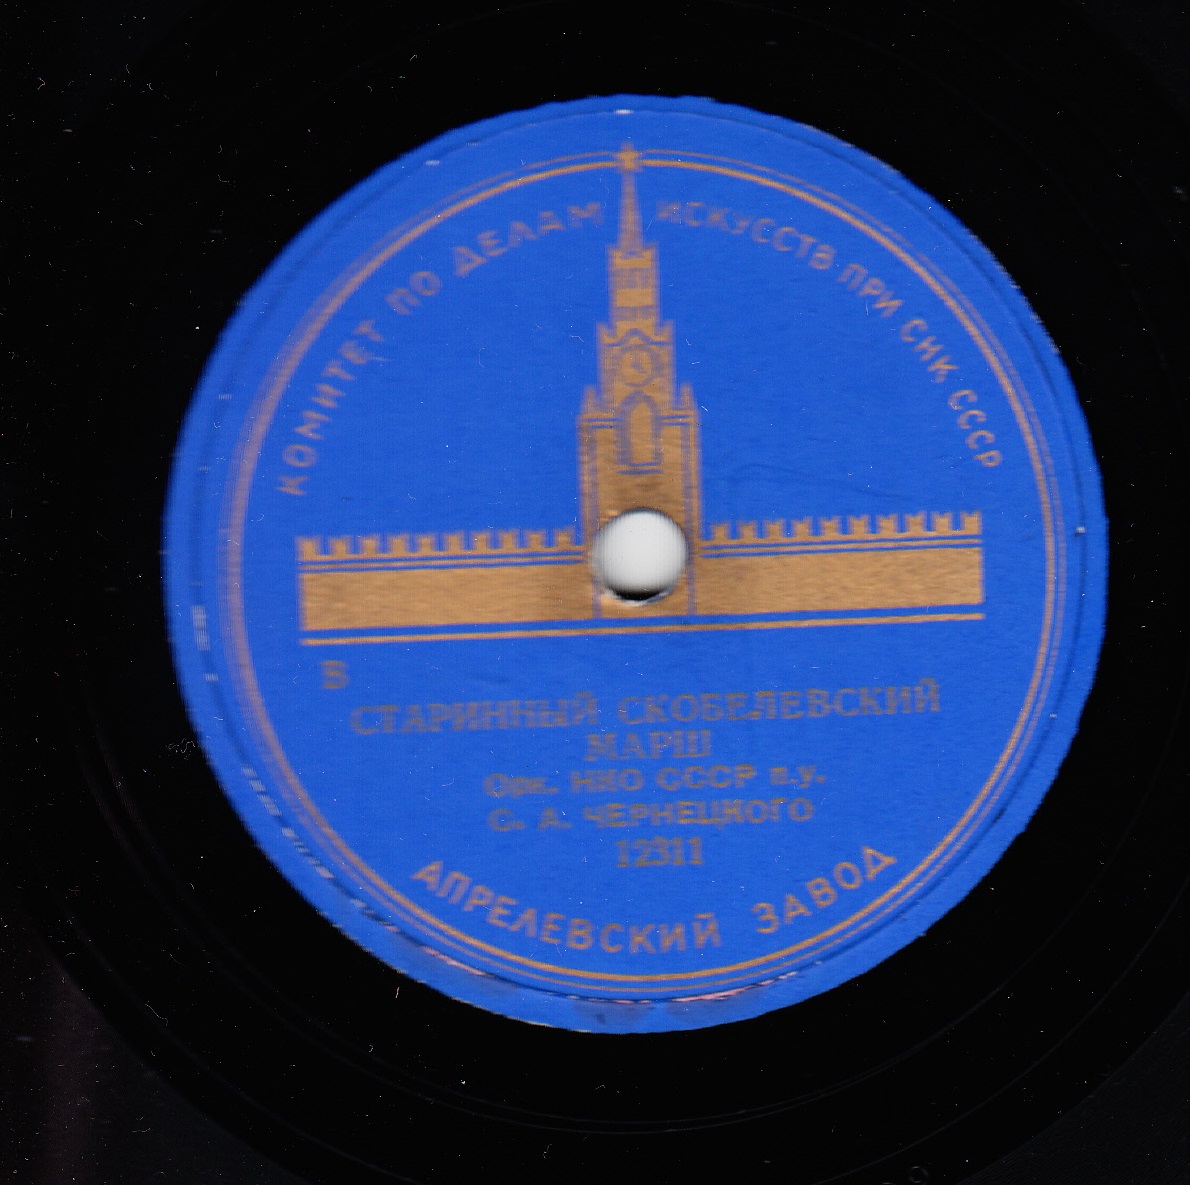 КОМИТЕТ ПО ДЕЛАМ ИСКУССТВ ПРИ СНК СССР
В
СТАРИННЫЙ СКОБЕЛЕВСКИЙ
МАРШ
Орк. НКО СССР п.у.
С. А. ЧЕРНЕЦКОГО
12311
АПРЕЛЕВСКИЙ ЗАВОД